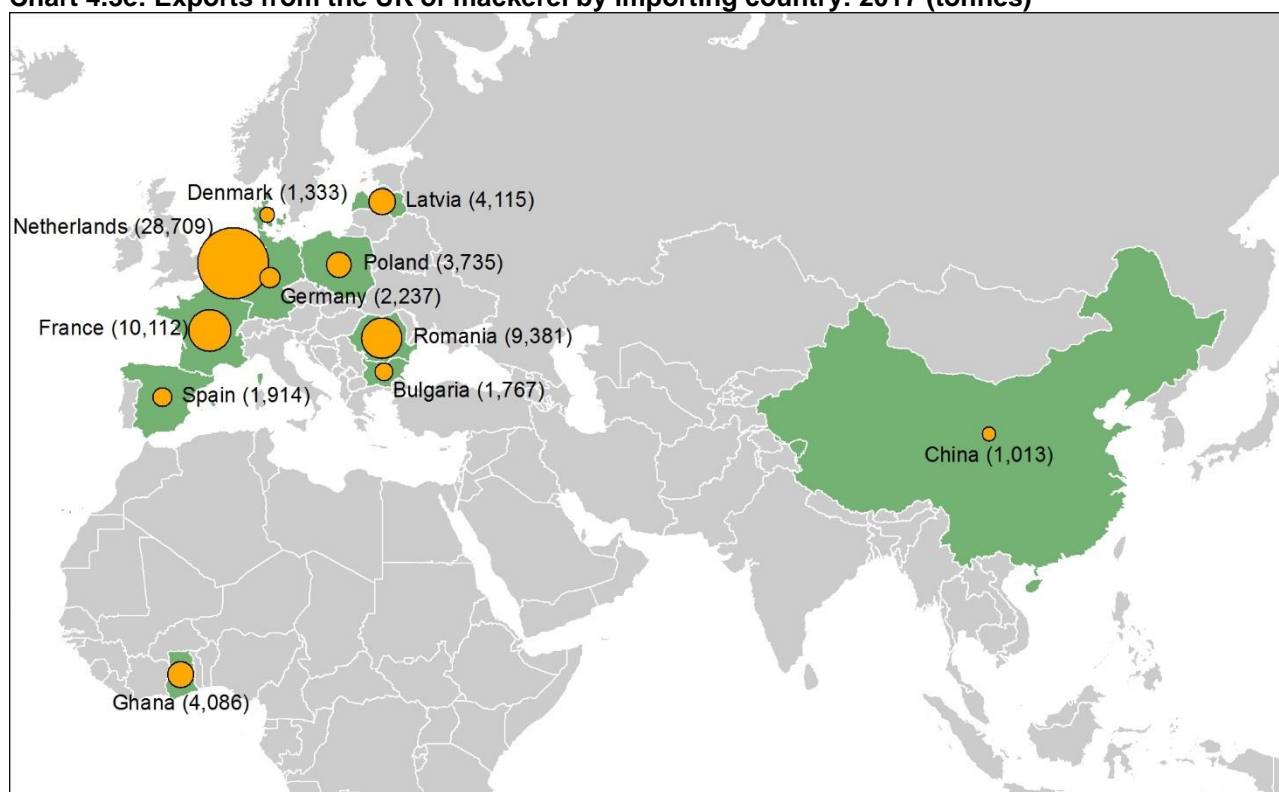 Chart 4.5c: Exports from the UK of mackerel by importing country: 2017 (tonnes)
Denmark (1,333)
Latvia (4,115)
Netherlands (28,709)
Poland (3,735)
Germany (2,237)
France (10,112)
Romania (9,381)
Bulgaria (1,767)
Spain (1,914)
China (1,013)
Ghana (4,086)